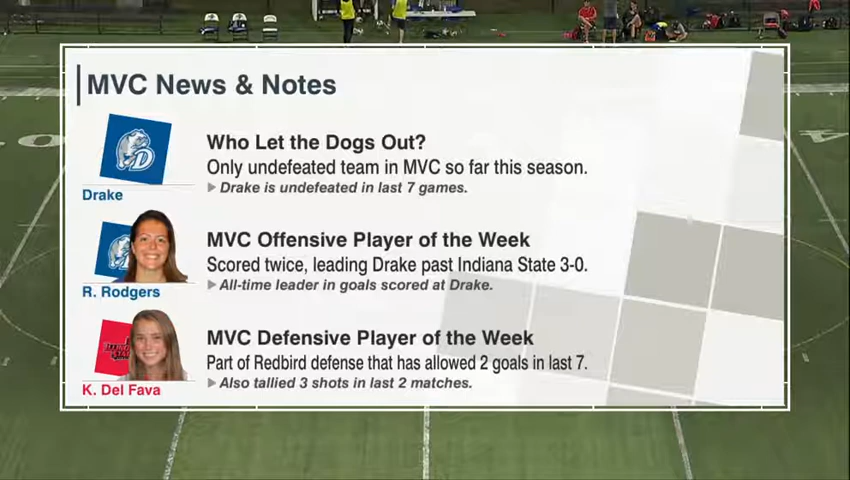 MVC News & Notes
Who Let the Dogs Out?
Only undefeated team in MVC so far this season.
Drake is undefeated in last 7 games.
Drake
MVC Offensive Player of the Week
Scored twice, leading Drake past Indiana State 3-0.
All-time leader in goals scored at Drake.
R. Rodgers
MVC Defensive Player of the Week
Part of Redbird defense that has allowed 2 goals in last 7.
Also tallied 3 shots in last 2 matches.
K. Del Fava